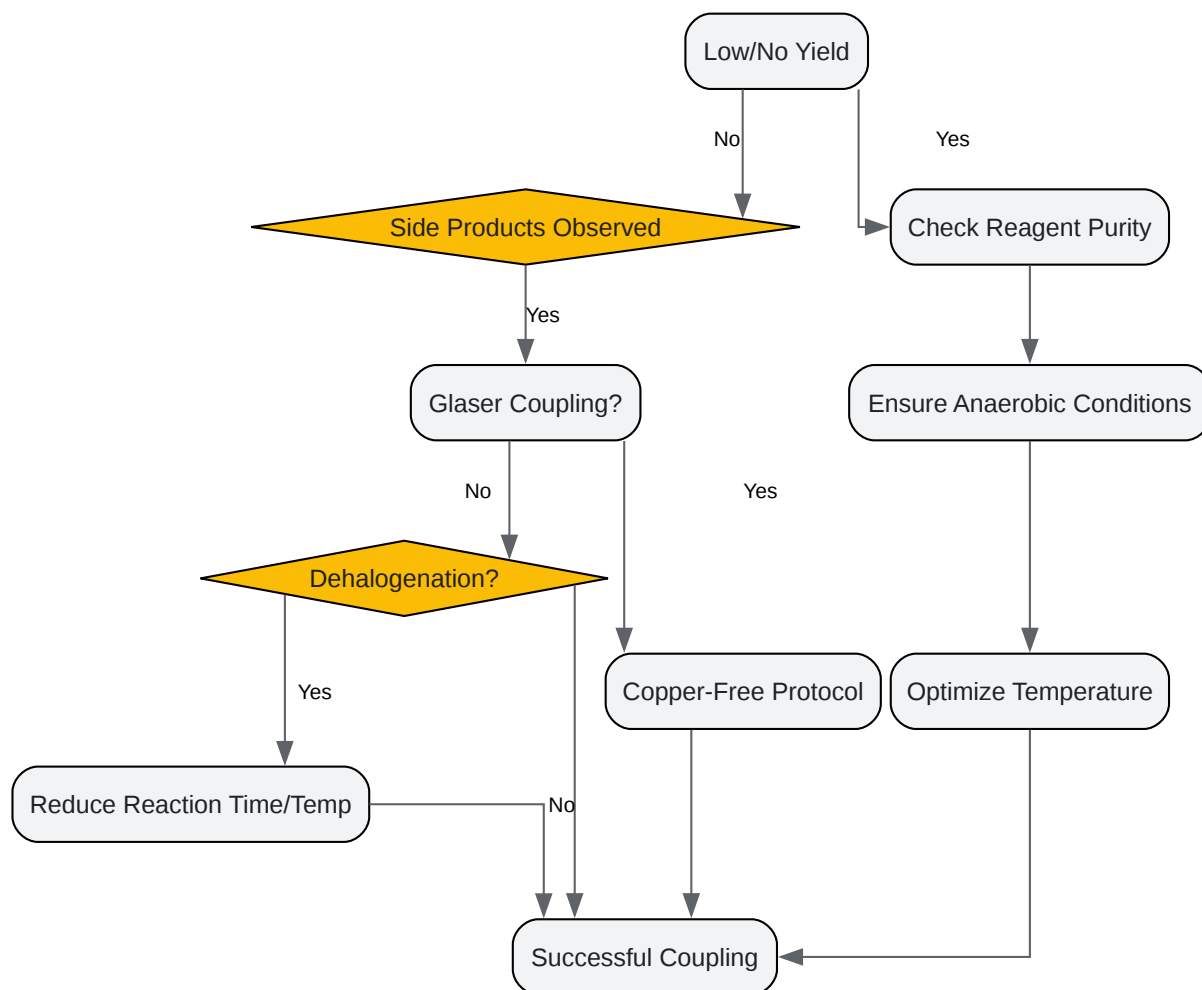 Low/No Yield
No
Yes
Side Products Observed
Check Reagent Purity
Yes
Glaser Coupling?
Ensure Anaerobic Conditions
No
Yes
Dehalogenation?
Yes
Copper-Free Protocol
Optimize Temperature
Reduce Reaction Time/Temp
No
Successful Coupling